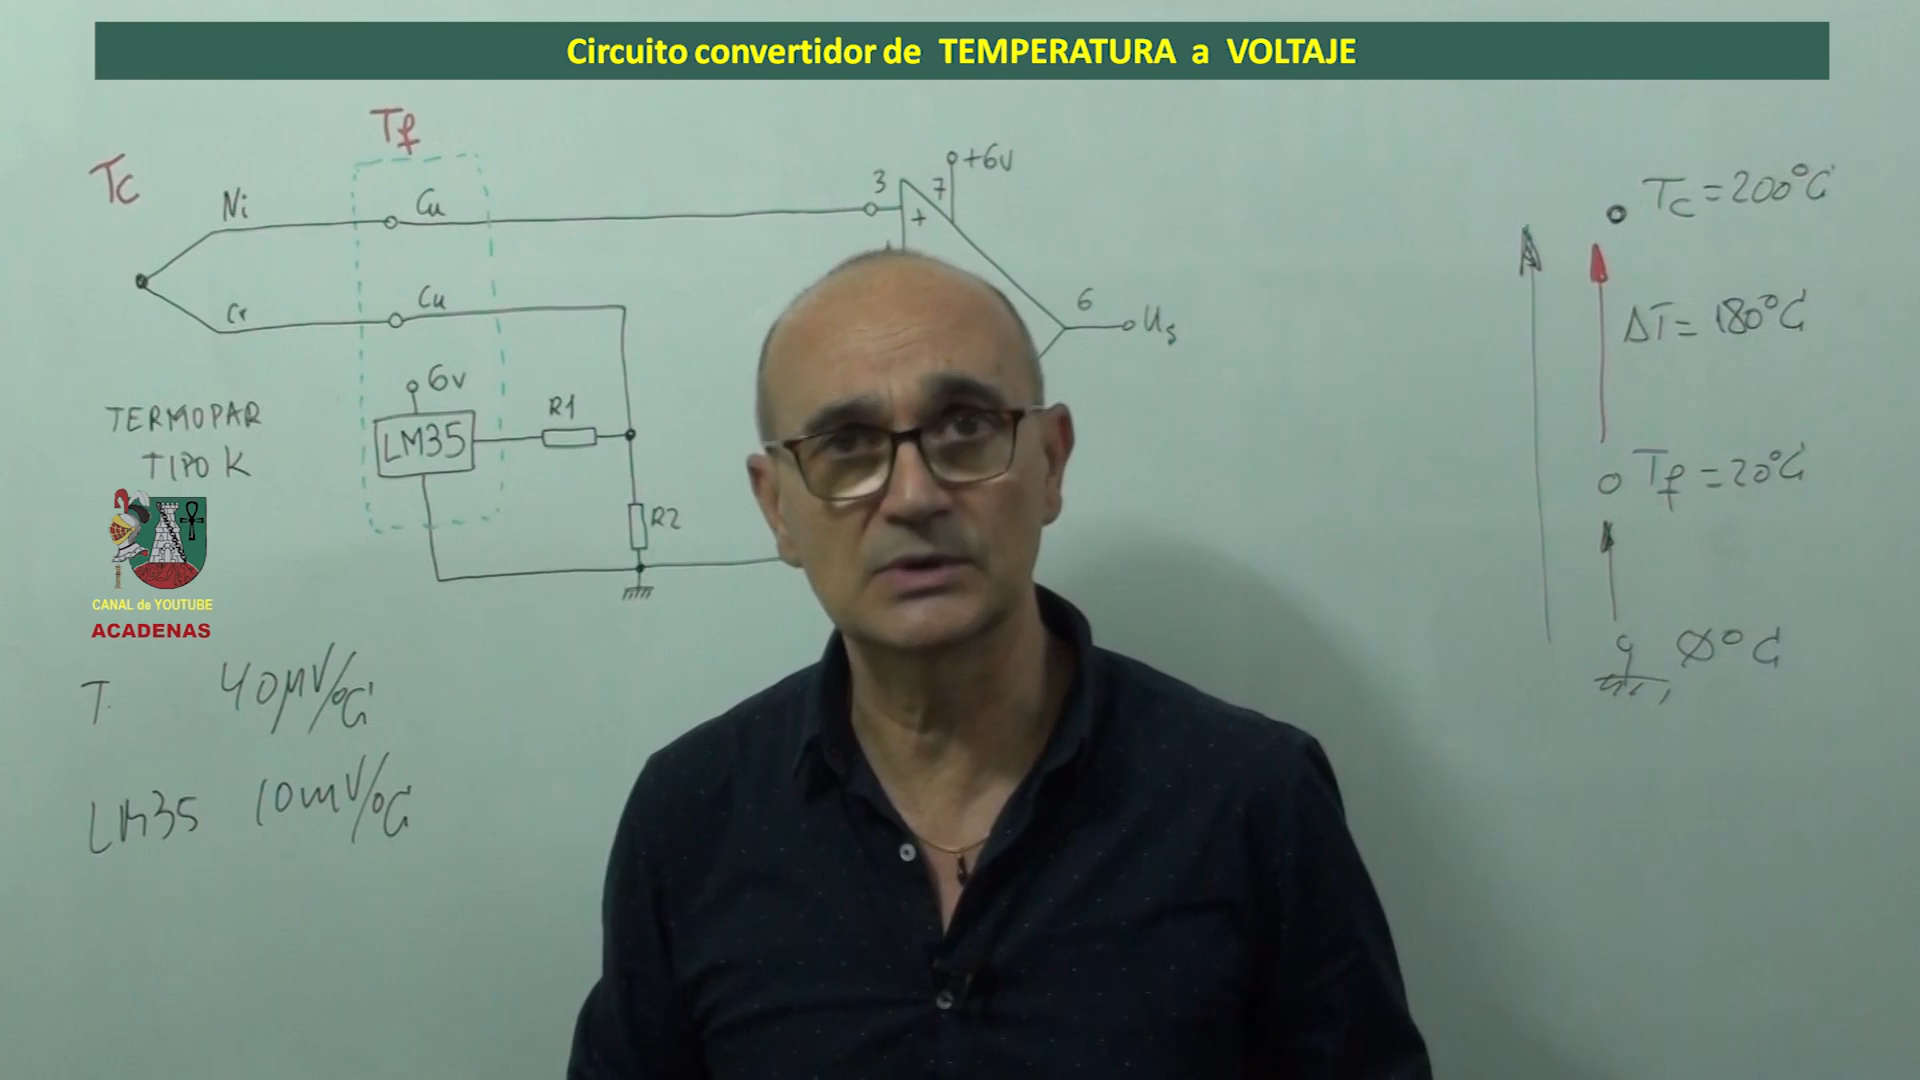 Circuito convertidor de TEMPERATURA a VOLTAJE
Tf
Tc
Ni
Cu
3
7
+6v
+
Tc = 200°C
Cr
Cu
6
Us
ΔT = 180°C
6v
LM35
R1
TERMOPAR
TIPO K
Tf = 20°C
R2
CANAL de YOUTUBE
ACADENAS
0°C
T. 40μV/°C
LM35 10mV/°C